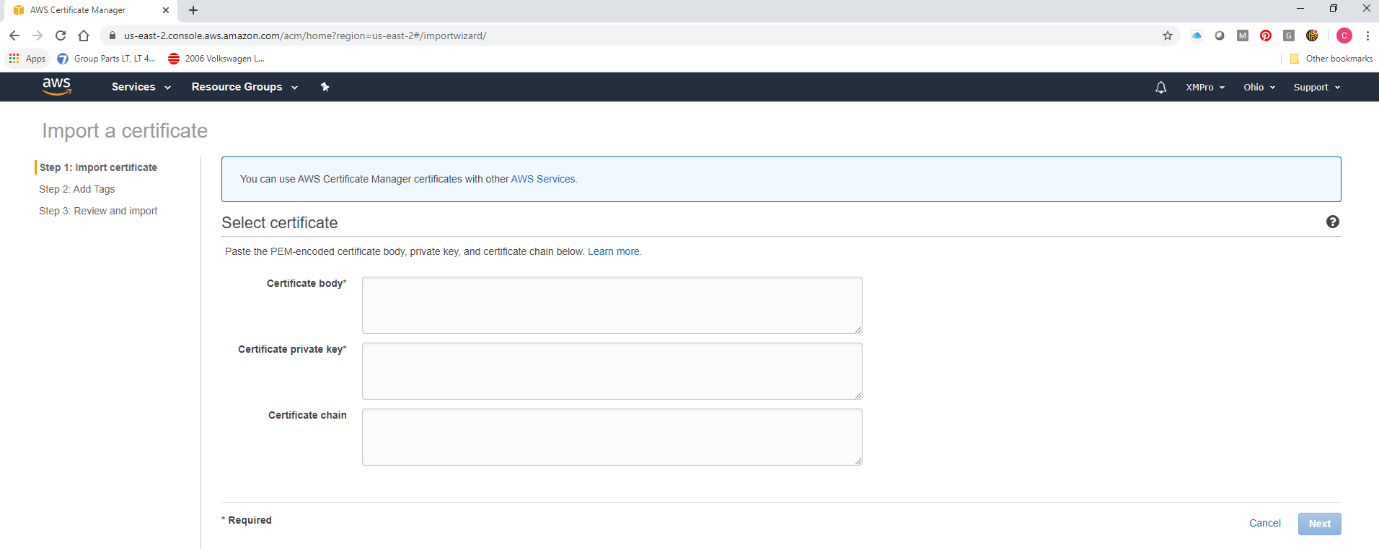 AWS Certificate Manager
us-east-2.console.aws.amazon.com/acm/home?region=us-east-2#/importwizard/
M
G
C
Apps
Group Parts LT, LT 4...
2006 Volkswagen L...
Other bookmarks
aws
Services
Resource Groups
XMPro
Ohio
Support
Import a certificate
Step 1: Import certificate
Step 2: Add Tags
Step 3: Review and import
You can use AWS Certificate Manager certificates with other AWS Services.
Select certificate
Paste the PEM-encoded certificate body, private key, and certificate chain below. Learn more.
Certificate body*
Certificate private key*
Certificate chain
* Required
Cancel
Next